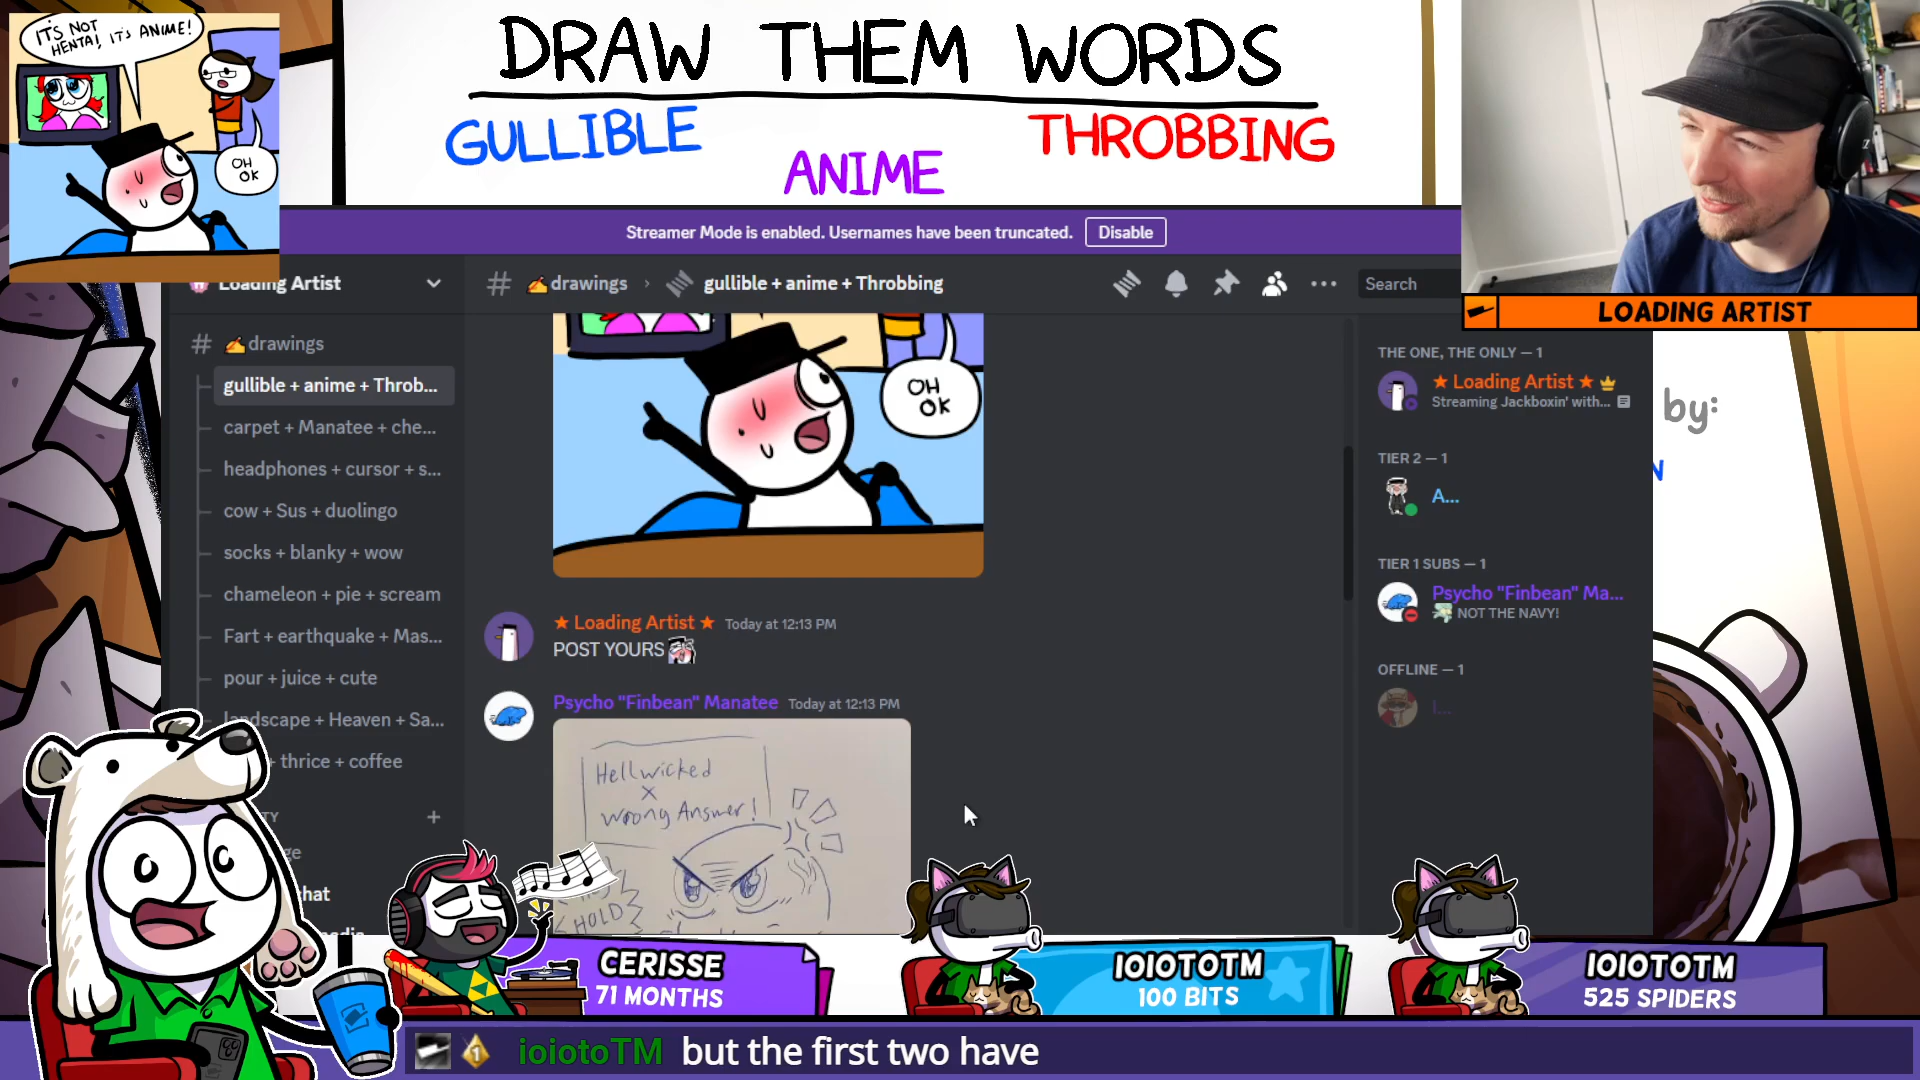 IT'S NOT
HENTAI, IT'S ANIME!
OH
OK
DRAW THEM WORDS
GULLIBLE
ANIME
THROBBING
Streamer Mode is enabled. Usernames have been truncated.
Disable
LOADING ARTIST
Loading Artist
# ✍drawings › gullible + anime + Throbbing
Search
# ✍drawings
gullible + anime + Throb...
carpet + Manatee + che...
headphones + cursor + s...
cow + Sus + duolingo
socks + blanky + wow
chameleon + pie + scream
Fart + earthquake + Mas...
pour + juice + cute
landscape + Heaven + Sa...
+ thrice + coffee
OH
OK
★ Loading Artist ★ Today at 12:13 PM
POST YOURS
Psycho "Finbean" Manatee Today at 12:13 PM
Hellwicked
x
Wrong Answer!
HOLD
THE ONE, THE ONLY — 1
★ Loading Artist ★
Streaming Jackboxin' with...
TIER 2 — 1
A...
TIER 1 SUBS — 1
Psycho "Finbean" Ma...
NOT THE NAVY!
OFFLINE — 1
I...
by:
CERISSE
71 MONTHS
IOIOTOTM
100 BITS
IOIOTOTM
525 SPIDERS
ioiotoTM but the first two have